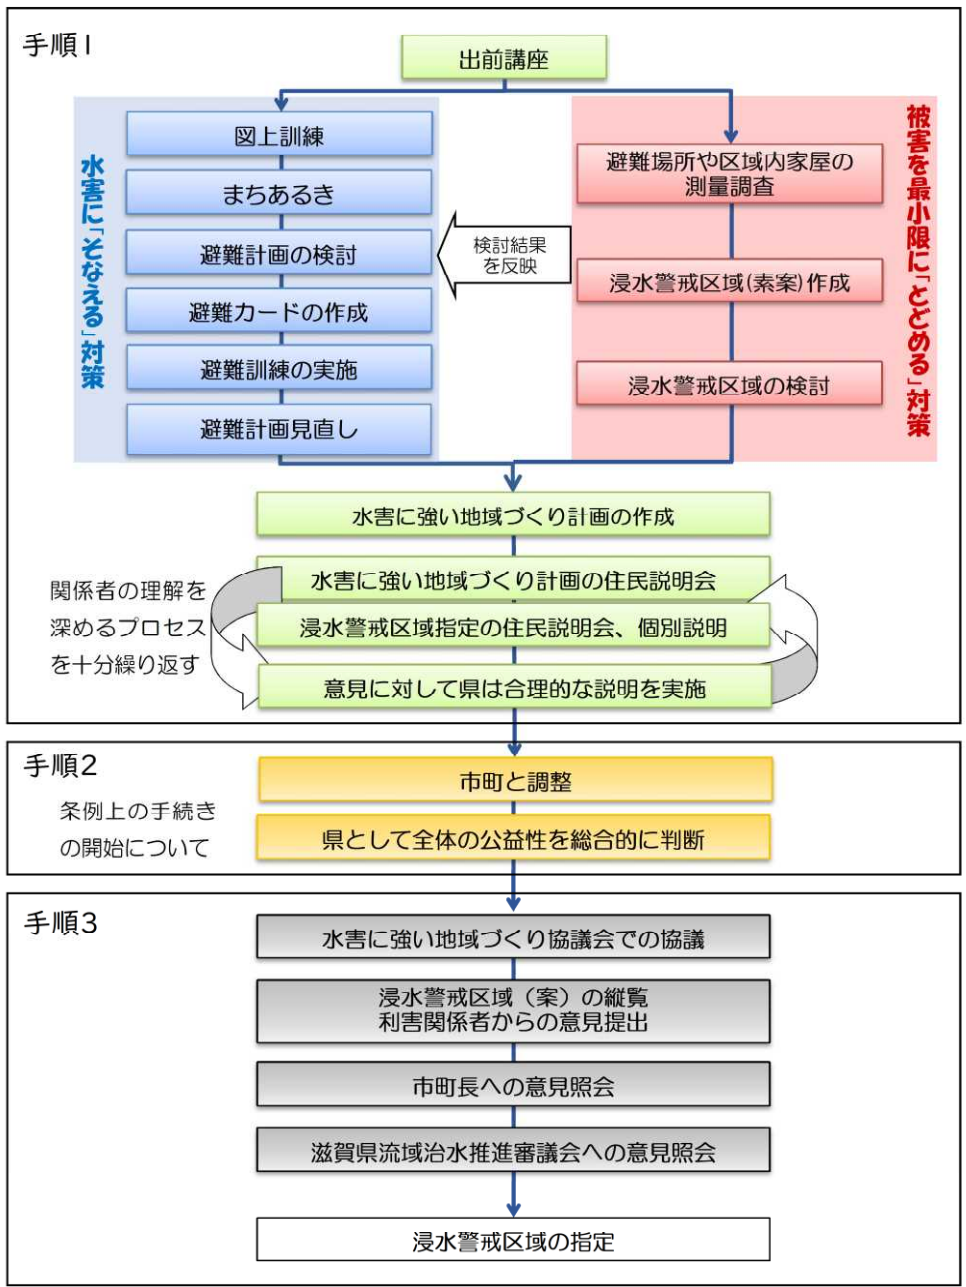 手順1
出前講座
水害に「そなえる」対策
図上訓練
まちあるき
避難計画の検討
避難カードの作成
避難訓練の実施
避難計画見直し
検討結果
を反映
被害を最小限に「とどめる」対策
避難場所や区域内家屋の
測量調査
浸水警戒区域(素案)作成
浸水警戒区域の検討
水害に強い地域づくり計画の作成
関係者の理解を
深めるプロセス
を十分繰り返す
水害に強い地域づくり計画の住民説明会
浸水警戒区域指定の住民説明会、個別説明
意見に対して県は合理的な説明を実施
手順2
条例上の手続き
の開始について
市町と調整
県として全体の公益性を総合的に判断
手順3
水害に強い地域づくり協議会での協議
浸水警戒区域（案）の縦覧
利害関係者からの意見提出
市町長への意見照会
滋賀県流域治水推進審議会への意見照会
浸水警戒区域の指定